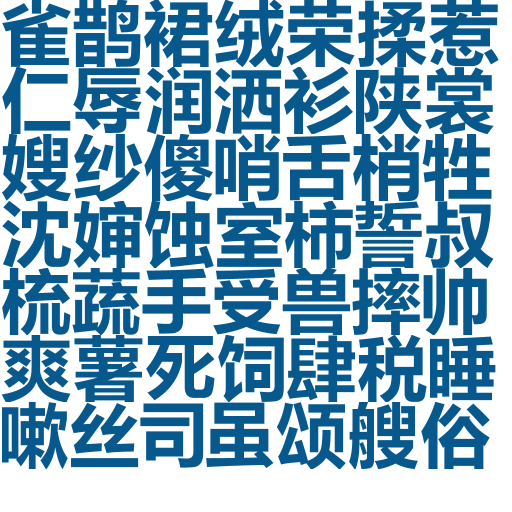 雀鹊裙绒荣揉惹
仁辱润洒衫陕裳
嫂纱傻哨舌梢牲
沈婶蚀室柿誓叔
梳蔬手受兽摔帅
爽薯死饲肆税睡
嗽丝司虽颂艘俗